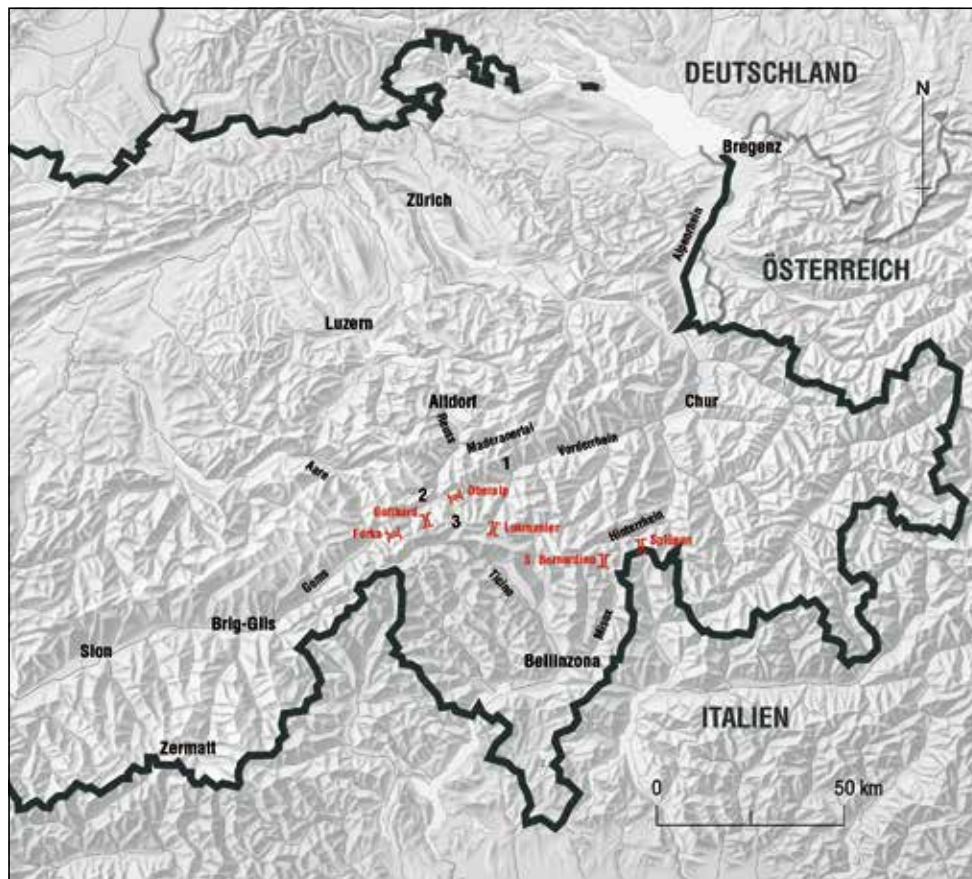 DEUTSCHLAND
N
Bregenz
Zürich
Alpenrhein
ÖSTERREICH
Luzern
Altdorf
Reuss
Maderanertal
Chur
Vorderrhein
1
Aare
2
Oberalp
Gotthard
3
Lukmanier
Furka
Hinterrhein
Splügen
S. Bernardino
Goms
Ticino
Misox
Brig-Glis
Sion
Bellinzona
ITALIEN
Zermatt
0 50 km